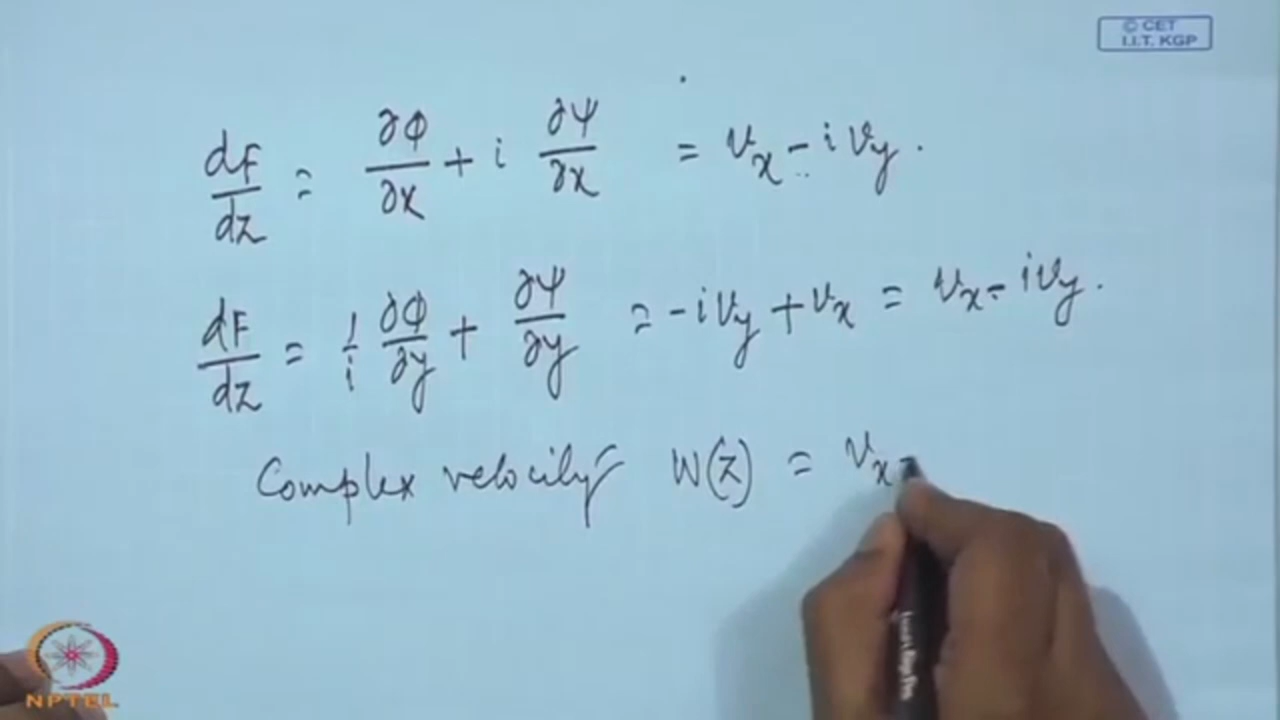 © CET
I.I.T. KGP
dF/dz = ∂Φ/∂x + i ∂Ψ/∂x = vx - i vy.
dF/dz = 1/i ∂Φ/∂y + ∂Ψ/∂y = -i vy + vx = vx - i vy.
Complex velocity W(z) = vx -
NPTEL